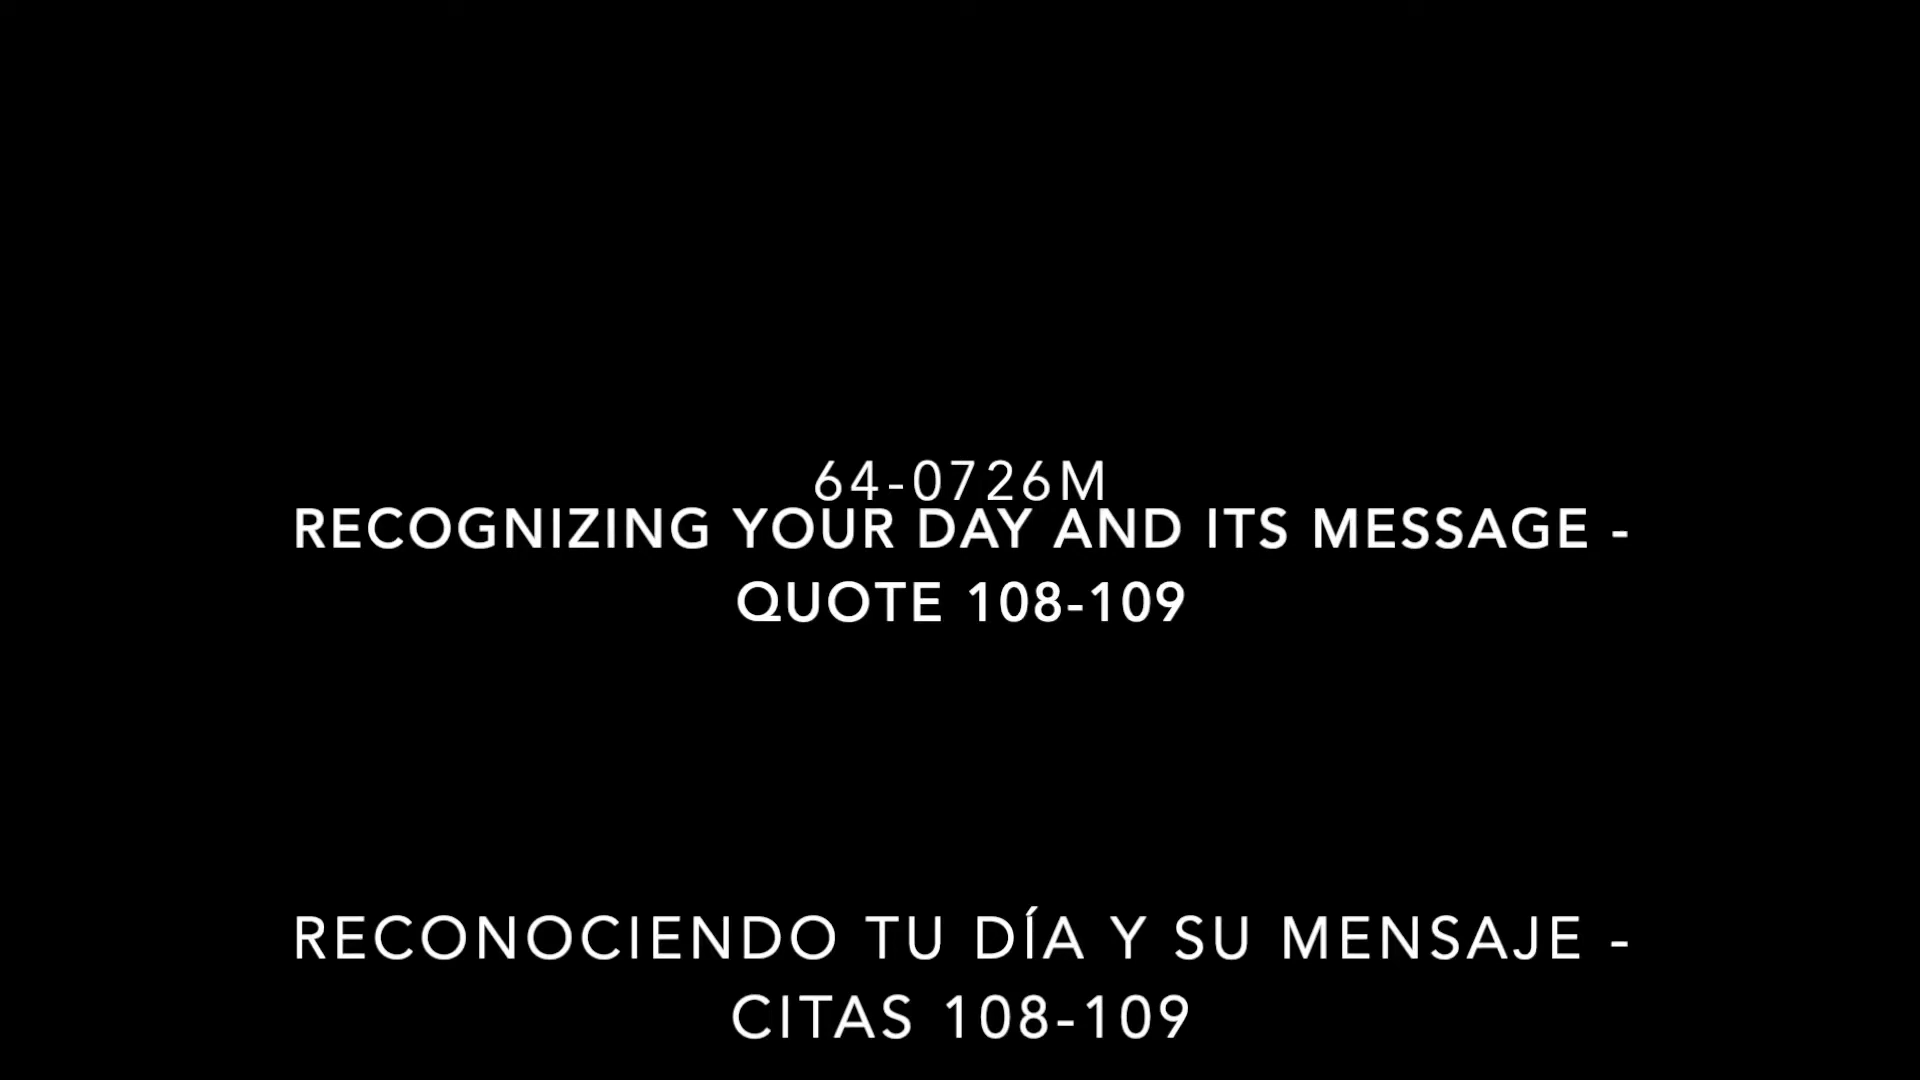 64-0726M
RECOGNIZING YOUR DAY AND ITS MESSAGE -
QUOTE 108-109
RECONOCIENDO TU DÍA Y SU MENSAJE -
CITAS 108-109